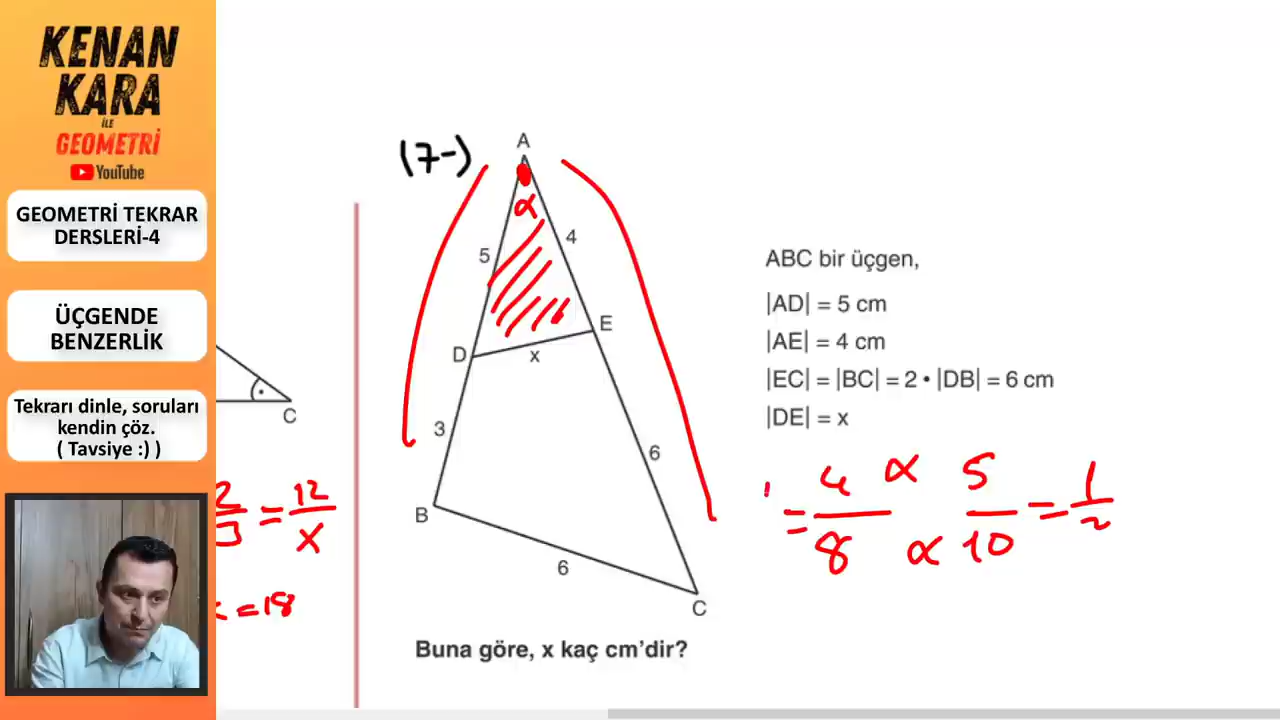 KENAN
KARA
İLE
GEOMETRİ
YouTube
GEOMETRİ TEKRAR
DERSLERİ-4
ÜÇGENDE
BENZERLİK
Tekrarı dinle, soruları
kendin çöz.
( Tavsiye :) )
C
= 12/x
= 18
(7-)
A
α
5
4
D
x
E
3
6
B
6
C
ABC bir üçgen,
|AD| = 5 cm
|AE| = 4 cm
|EC| = |BC| = 2 • |DB| = 6 cm
|DE| = x
= 4/8 α α 5/10 = 1/2
Buna göre, x kaç cm'dir?